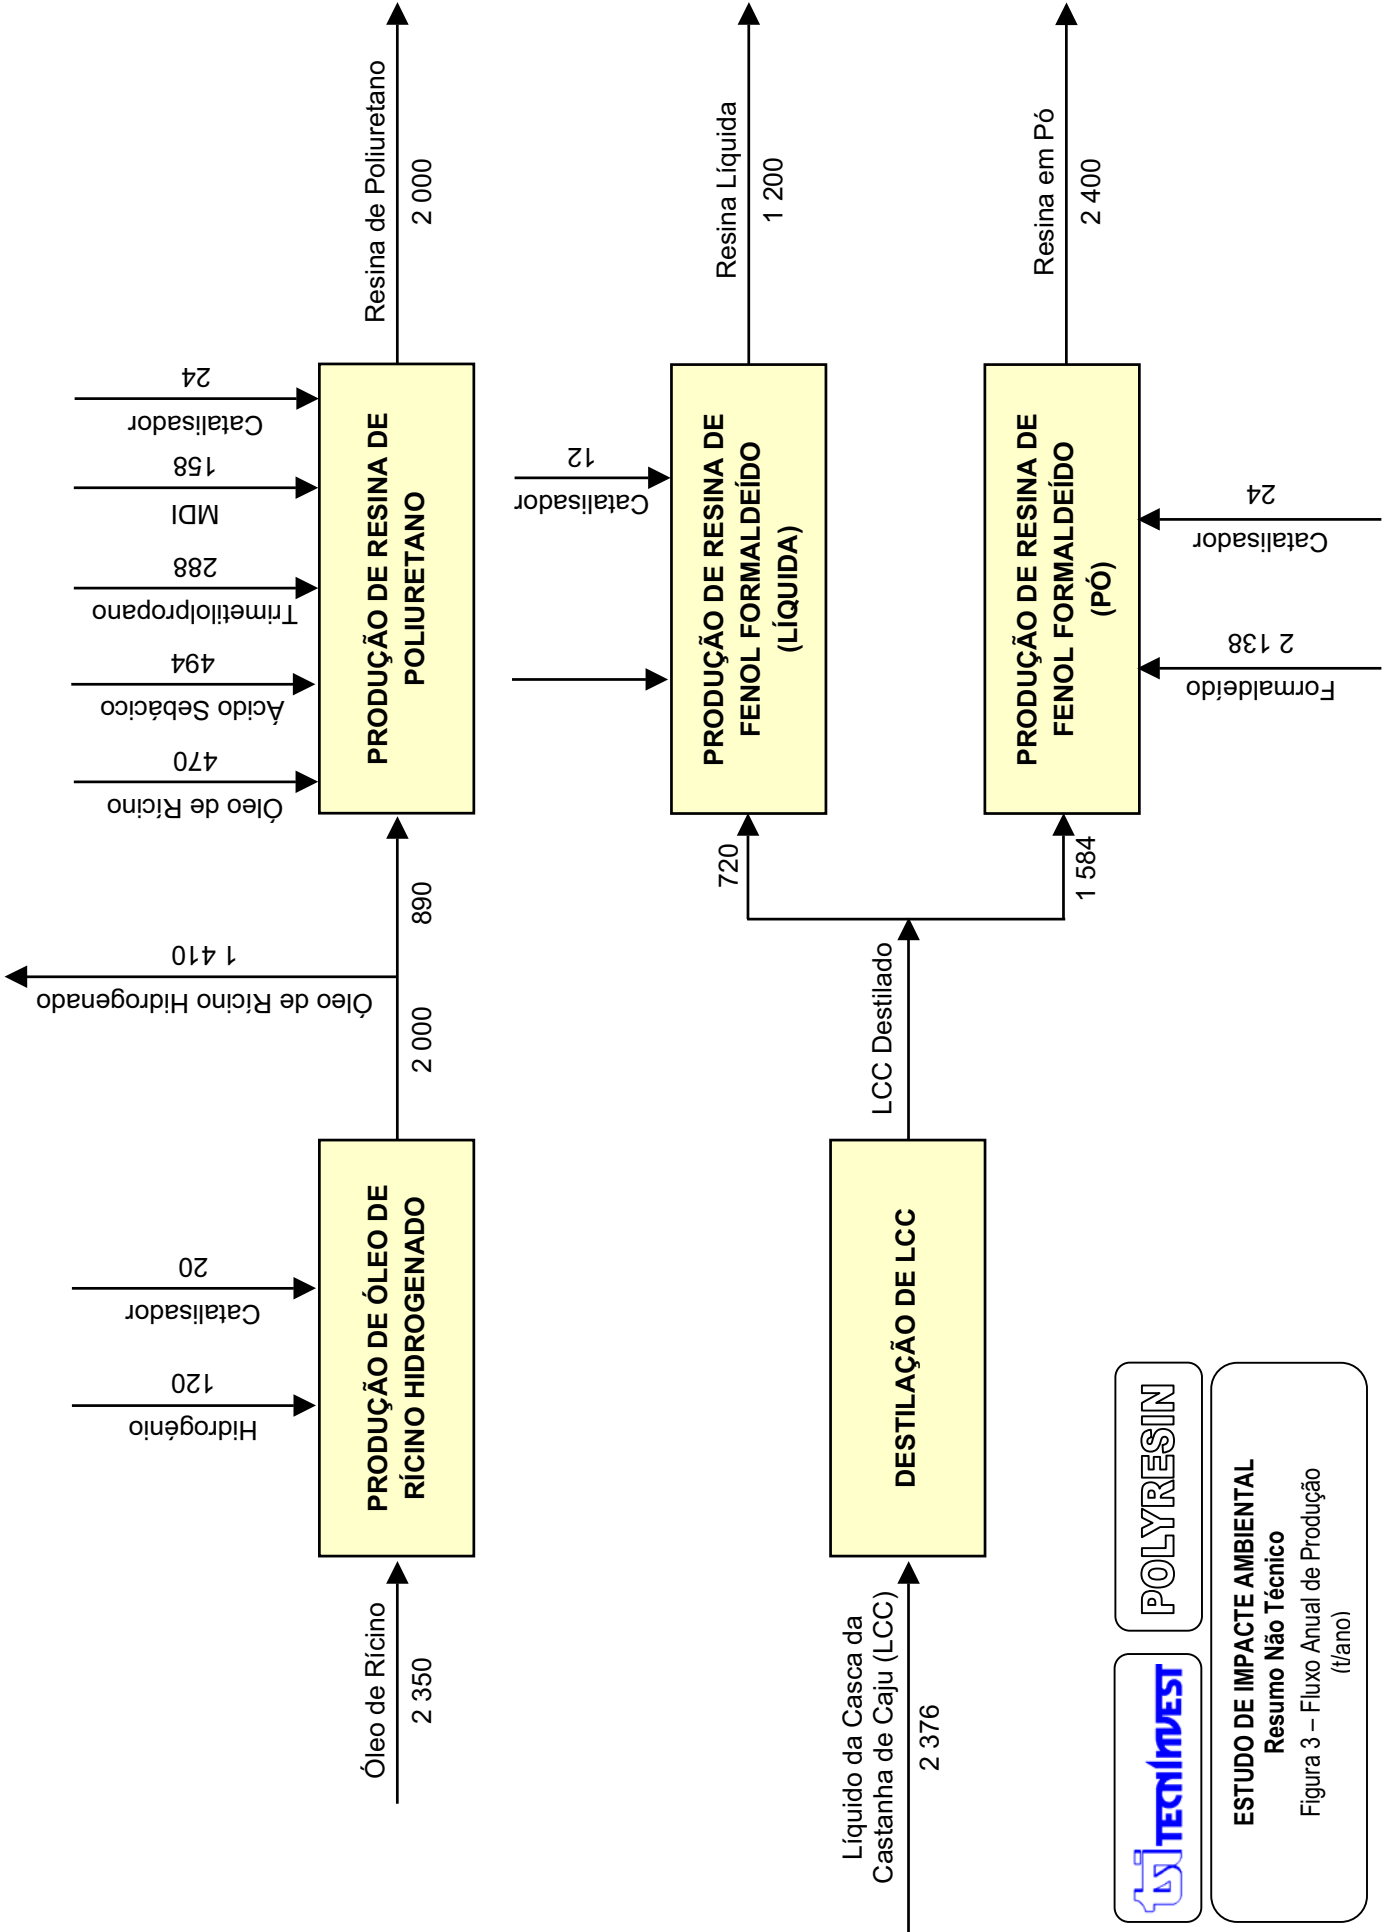 Óleo de Rícino
2 350
Hidrogénio
120
Catalisador
20
PRODUÇÃO DE ÓLEO DE
RÍCINO HIDROGENADO
2 000
Óleo de Rícino Hidrogenado
1 410
890
Óleo de Rícino
470
Ácido Sebácico
494
Trimetilolpropano
288
MDI
158
Catalisador
24
PRODUÇÃO DE RESINA DE
POLIURETANO
Resina de Poliuretano
2 000
Líquido da Casca da
Castanha de Caju (LCC)
2 376
DESTILAÇÃO DE LCC
LCC Destilado
720
1 584
Catalisador
12
PRODUÇÃO DE RESINA DE
FENOL FORMALDEÍDO
(LÍQUIDA)
Resina Líquida
1 200
PRODUÇÃO DE RESINA DE
FENOL FORMALDEÍDO
(PÓ)
Formaldeído
2 138
Catalisador
24
Resina em Pó
2 400
tsi TECNINVEST
POLYRESIN
ESTUDO DE IMPACTE AMBIENTAL
Resumo Não Técnico
Figura 3 – Fluxo Anual de Produção
(t/ano)